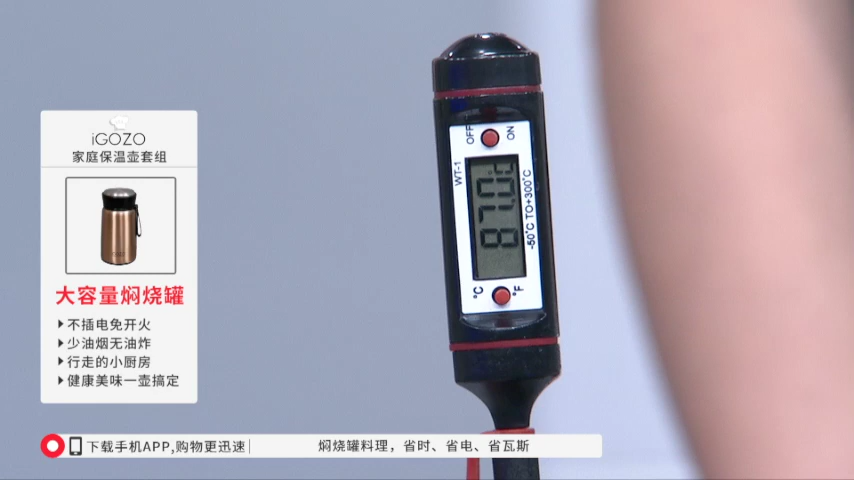 iGOZO
家庭保温壶套组
大容量焖烧罐
不插电免开火
少油烟无油炸
行走的小厨房
健康美味一壶搞定
OFF
ON
WT-1
87.0℃
-50℃ TO+300℃
℃
℉
下载手机APP,购物更迅速
焖烧罐料理，省时、省电、省瓦斯